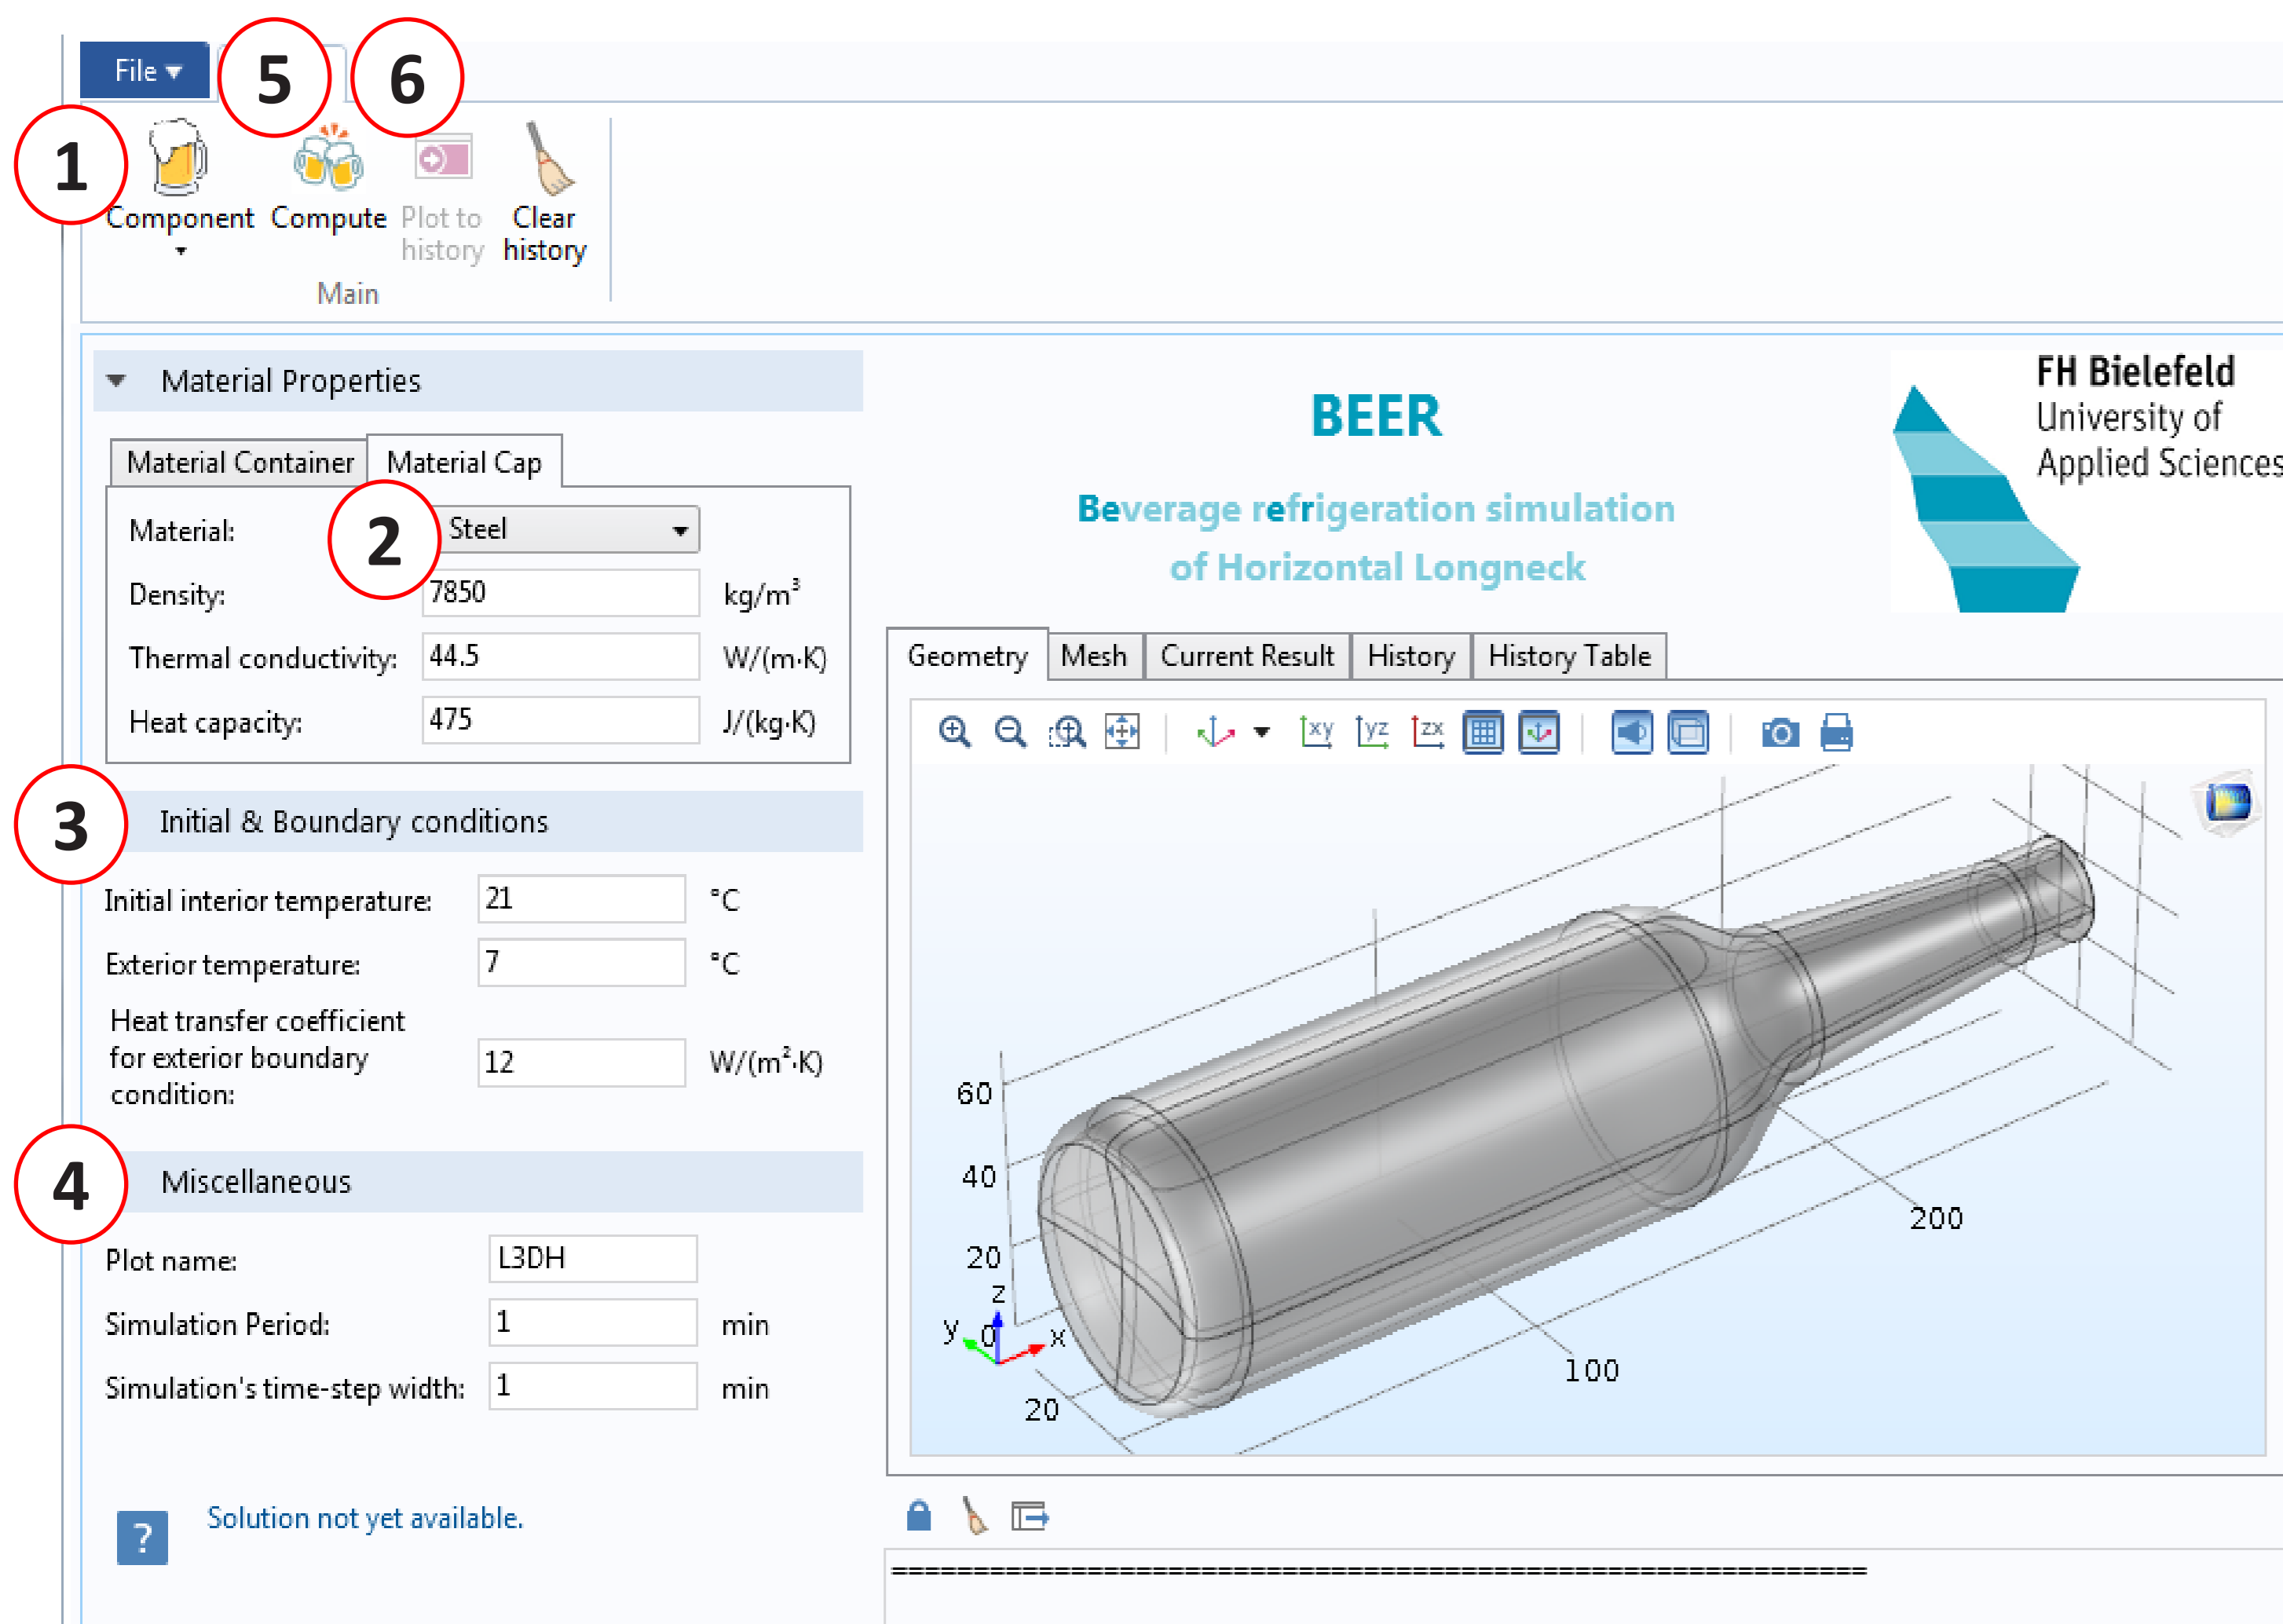 File
5
6
1
Component
Compute
Plot to
history
Clear
history
Main
Material Properties
Material Container
Material Cap
Material:
2
Steel
Density:
7850
kg/m³
Thermal conductivity:
44.5
W/(m·K)
Heat capacity:
475
J/(kg·K)
3
Initial & Boundary conditions
Initial interior temperature:
21
°C
Exterior temperature:
7
°C
Heat transfer coefficient
for exterior boundary
condition:
12
W/(m²·K)
4
Miscellaneous
Plot name:
L3DH
Simulation Period:
1
min
Simulation's time-step width:
1
min
?
Solution not yet available.
BEER
Beverage refrigeration simulation
of Horizontal Longneck
FH Bielefeld
University of
Applied Sciences
Geometry
Mesh
Current Result
History
History Table
xy
yz
zx
60
40
20
z
y
0
x
20
100
200
============================================================